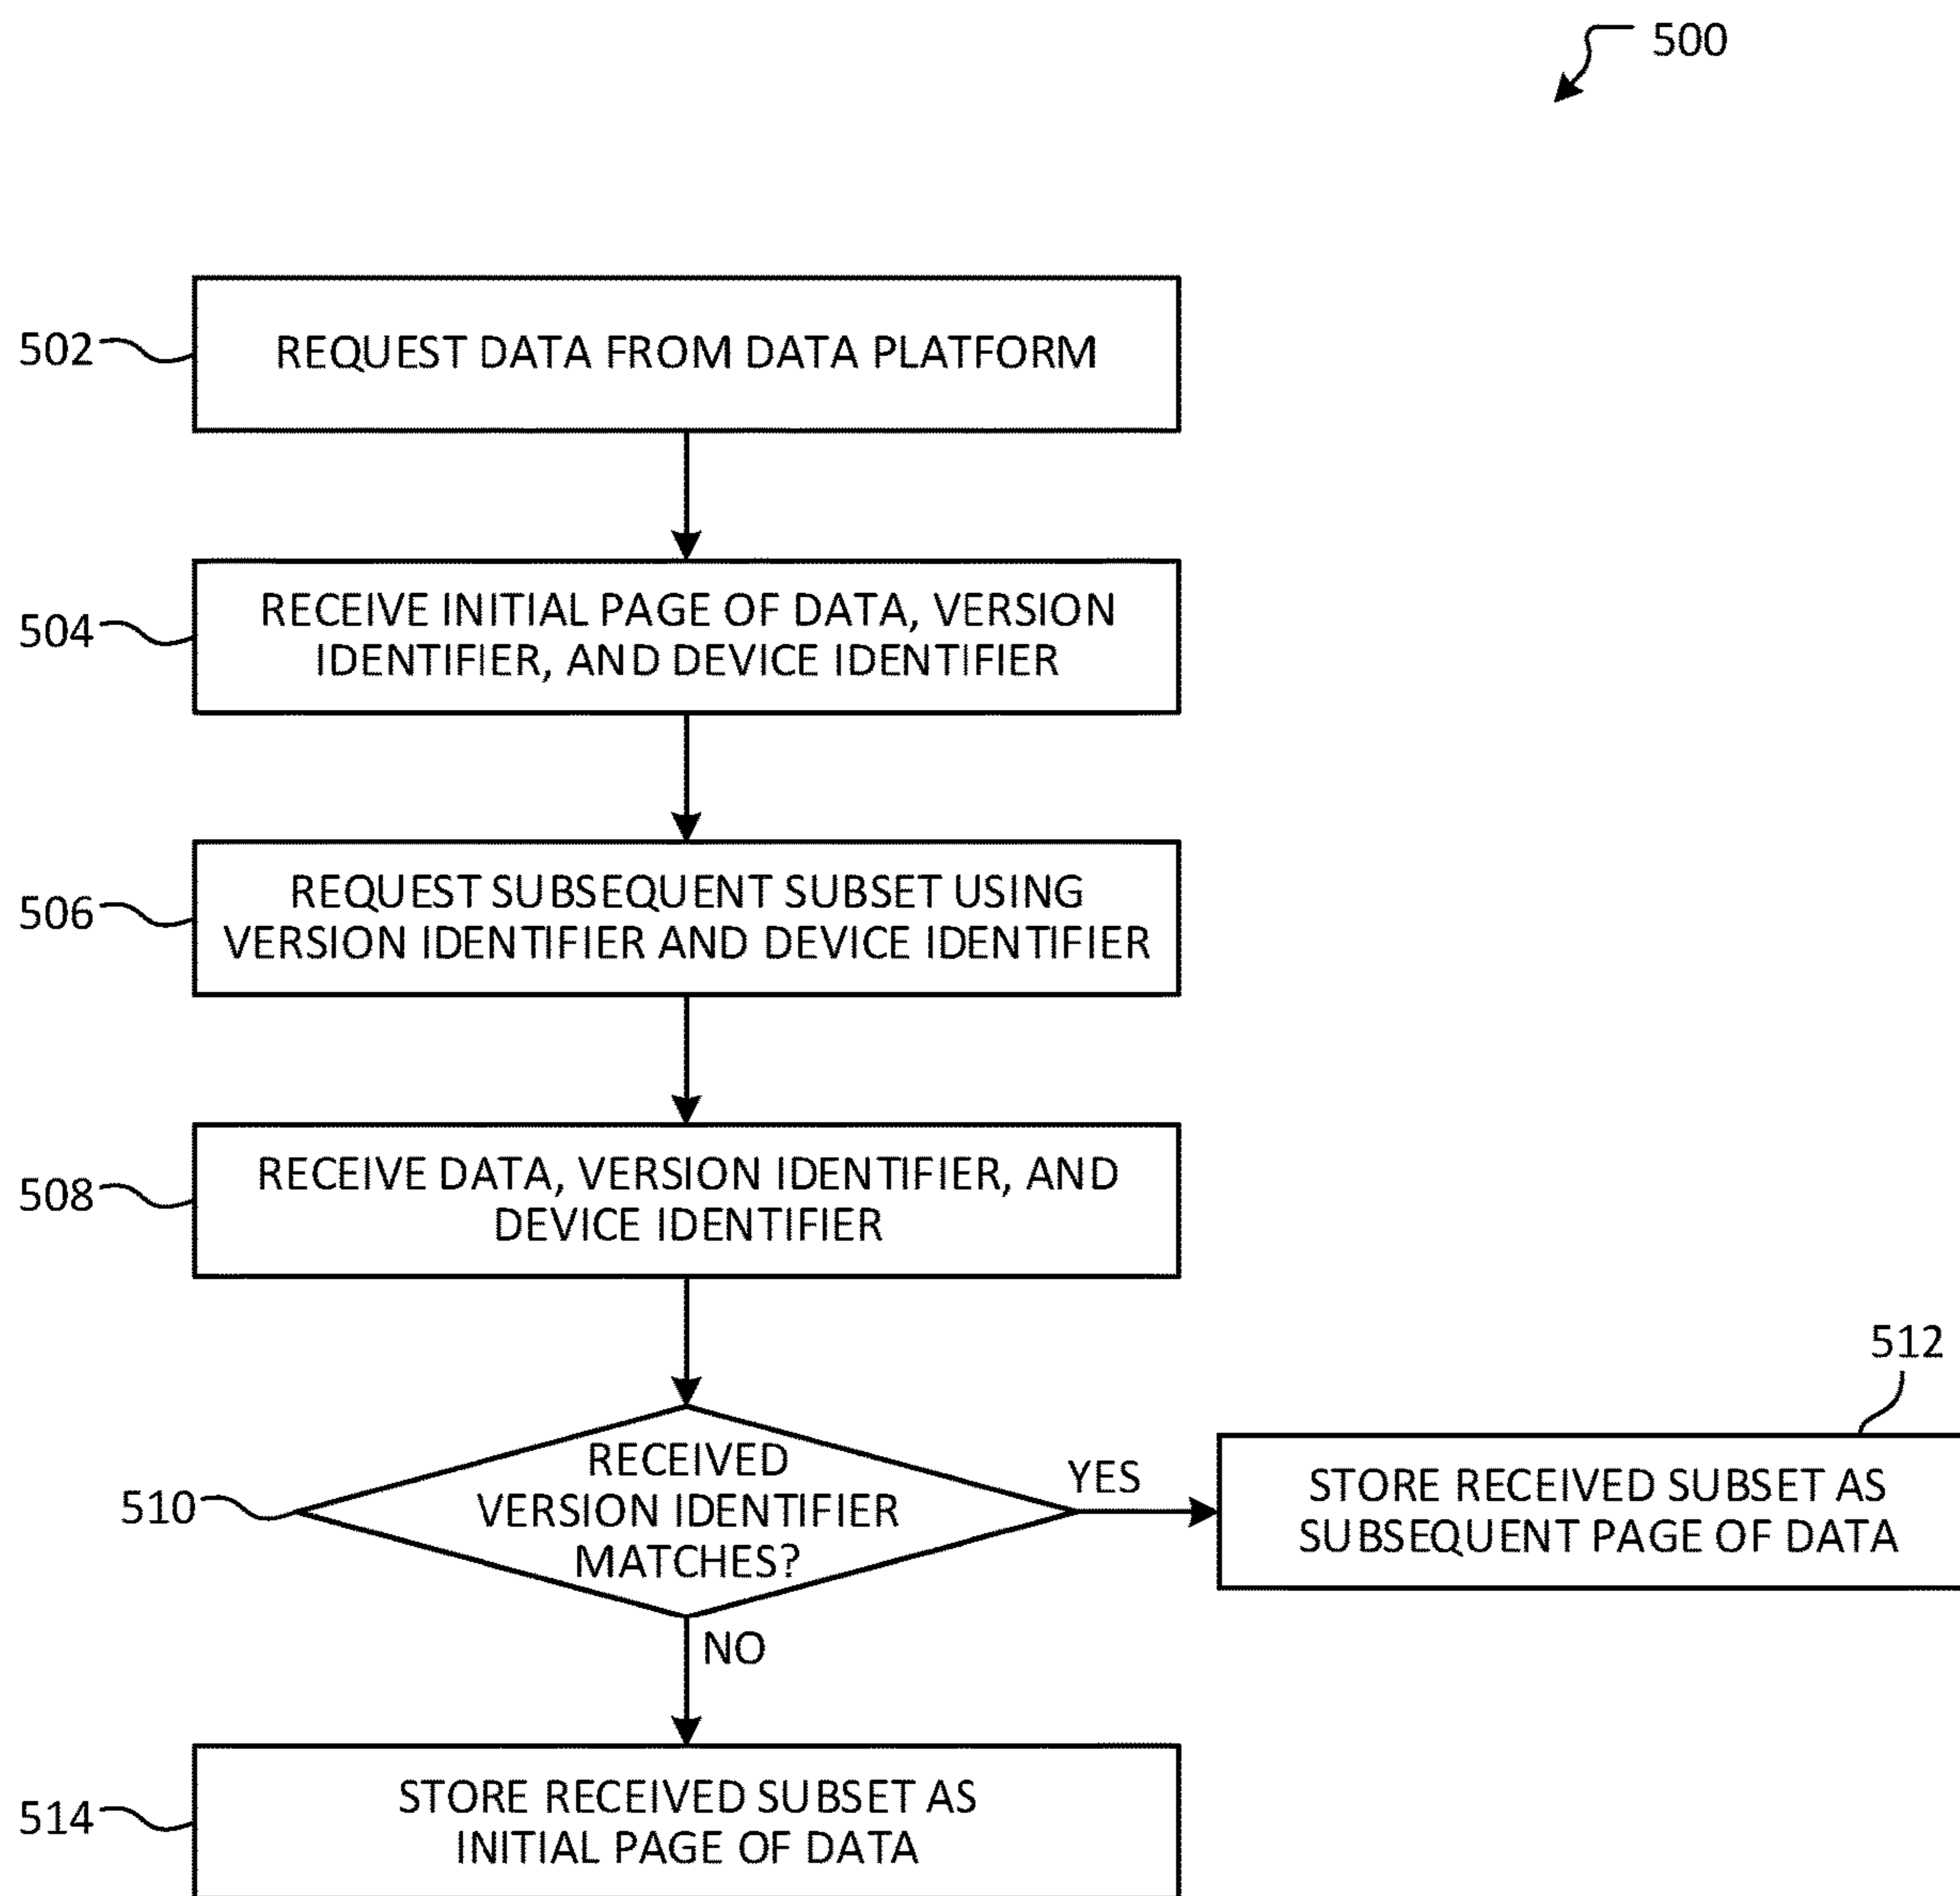 500
502
REQUEST DATA FROM DATA PLATFORM
504
RECEIVE INITIAL PAGE OF DATA, VERSION
IDENTIFIER, AND DEVICE IDENTIFIER
506
REQUEST SUBSEQUENT SUBSET USING
VERSION IDENTIFIER AND DEVICE IDENTIFIER
508
RECEIVE DATA, VERSION IDENTIFIER, AND
DEVICE IDENTIFIER
510
RECEIVED
VERSION IDENTIFIER
MATCHES?
YES
512
STORE RECEIVED SUBSET AS
SUBSEQUENT PAGE OF DATA
NO
514
STORE RECEIVED SUBSET AS
INITIAL PAGE OF DATA